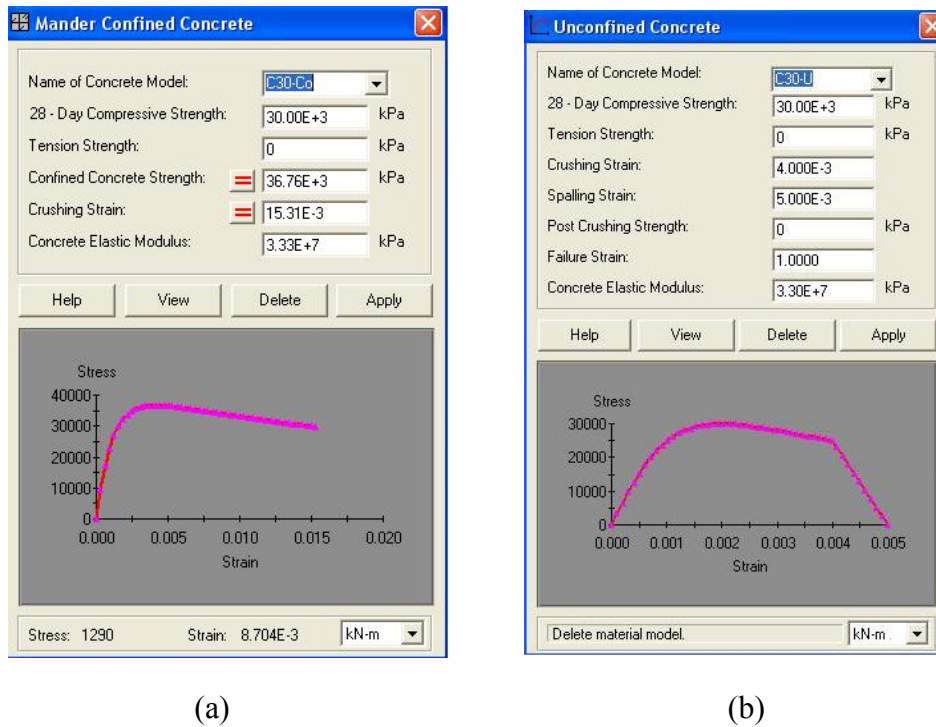 Mander Confined Concrete
Name of Concrete Model: C30-Co
28 - Day Compressive Strength: 30.00E+3 kPa
Tension Strength: 0 kPa
Confined Concrete Strength: 36.76E+3 kPa
Crushing Strain: 15.31E-3
Concrete Elastic Modulus: 3.33E+7 kPa
Help View Delete Apply
Stress
40000
30000
20000
10000
0
0.000 0.005 0.010 0.015 0.020
Strain
Stress: 1290 Strain: 8.704E-3 kN-m
(a)
Unconfined Concrete
Name of Concrete Model: C30-U
28 - Day Compressive Strength: 30.00E+3 kPa
Tension Strength: 0 kPa
Crushing Strain: 4.000E-3
Spalling Strain: 5.000E-3
Post Crushing Strength: 0 kPa
Failure Strain: 1.0000
Concrete Elastic Modulus: 3.30E+7 kPa
Help View Delete Apply
Stress
30000
20000
10000
0
0.000 0.001 0.002 0.003 0.004 0.005
Strain
Delete material model. kN-m
(b)